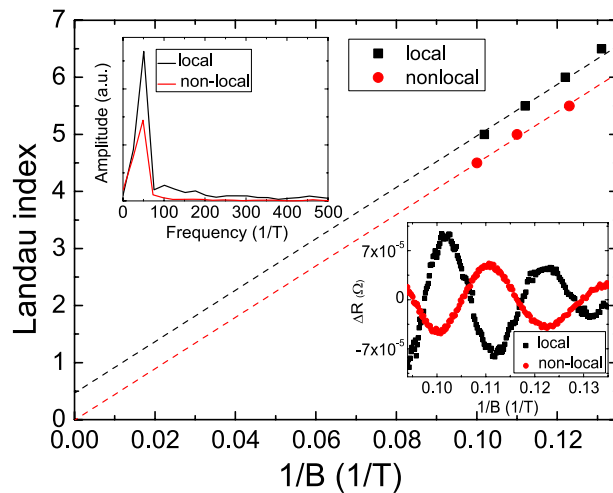 7
6
5
4
3
2
1
0
Landau index
0.00
0.02
0.04
0.06
0.08
0.10
0.12
1/B (1/T)
local
nonlocal
Amplitude (a.u.)
local
non-local
0 100 200 300 400 500
Frequency (1/T)
7x10⁻⁵
0
-7x10⁻⁵
ΔR (Ω)
local
non-local
0.10 0.11 0.12 0.13
1/B (1/T)